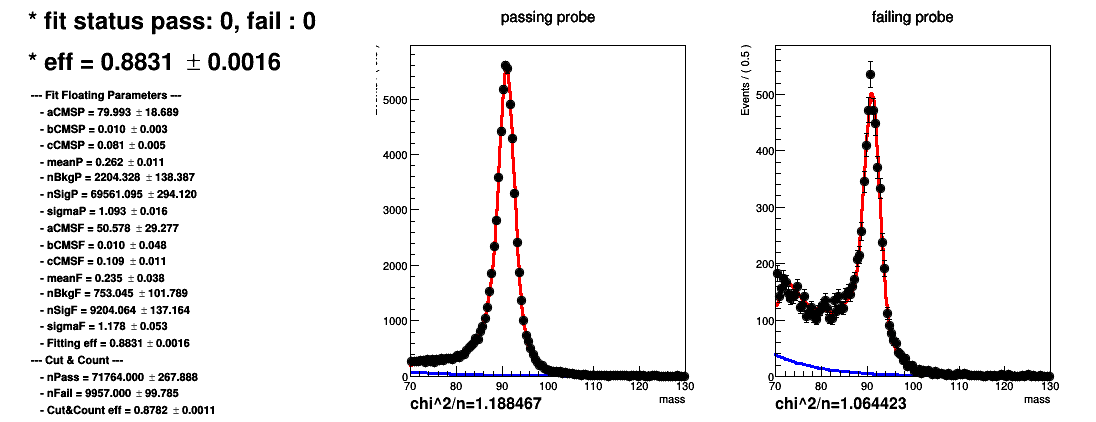 * fit status pass: 0, fail : 0
* eff = 0.8831 ± 0.0016
--- Fit Floating Parameters ---
- aCMSP = 79.993 ± 18.689
- bCMSP = 0.010 ± 0.003
- cCMSP = 0.081 ± 0.005
- meanP = 0.262 ± 0.011
- nBkgP = 2204.328 ± 138.387
- nSigP = 69561.095 ± 294.120
- sigmaP = 1.093 ± 0.016
- aCMSF = 50.578 ± 29.277
- bCMSF = 0.010 ± 0.048
- cCMSF = 0.109 ± 0.011
- meanF = 0.235 ± 0.038
- nBkgF = 753.045 ± 101.789
- nSigF = 9204.064 ± 137.164
- sigmaF = 1.178 ± 0.053
- Fitting eff = 0.8831 ± 0.0016
--- Cut & Count ---
- nPass = 71764.000 ± 267.888
- nFail = 9957.000 ± 99.785
- Cut&Count eff = 0.8782 ± 0.0011
passing probe
5000
4000
3000
2000
1000
0
70 80 90 100 110 120 130
mass
chi^2/n=1.188467
failing probe
Events / ( 0.5 )
500
400
300
200
100
0
70 80 90 100 110 120 130
mass
chi^2/n=1.064423